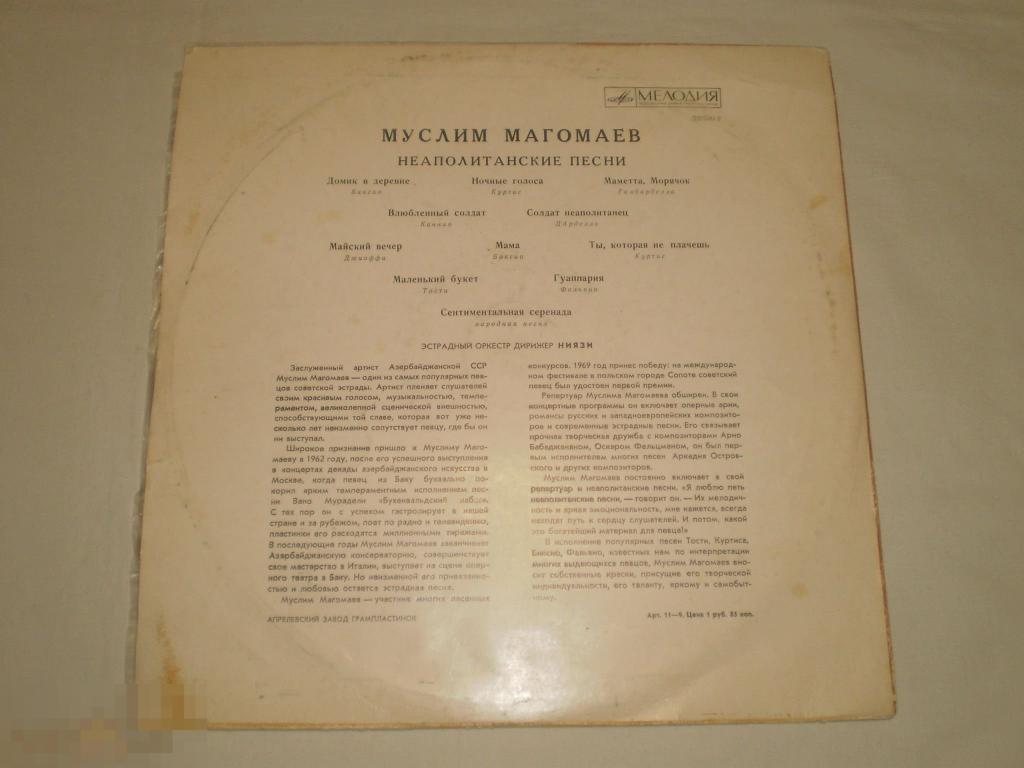 МЕЛОДИЯ
МУСЛИМ МАГОМАЕВ
НЕАПОЛИТАНСКИЕ ПЕСНИ
Домик в деревне Ночные голоса Маметта, Морячок
Биксио Куртис Гамбарделла
Влюбленный солдат Солдат неаполитанец
Каннио Д'Арделло
Майский вечер Мама Ты, которая не плачешь
Джиоффи Биксио Куртис
Маленький букет Гуаппария
Тости Фальво
Сентиментальная серенада
народная песня
ЭСТРАДНЫЙ ОРКЕСТР ДИРИЖЕР НИЯЗИ
Заслуженный артист Азербайджанской ССР
Муслим Магомаев — один из самых популярных пев-
цов советской эстрады. Артист пленяет слушателей
своим красивым голосом, музыкальностью, темпе-
раментом, великолепной сценической внешностью,
способствующими той славе, которая вот уже не-
сколько лет неизменно сопутствует певцу, где бы он
ни выступал.
Широкое признание пришло к Муслиму Маго-
маеву в 1962 году, после его успешного выступления
в концертах декады азербайджанского искусства в
Москве, когда певец из Баку буквально по-
корил ярким темпераментным исполнением пес-
ни Вано Мурадели «Бухенвальдский набат».
С тех пор он с успехом гастролирует в нашей
стране и за рубежом, поет по радио и телевидению,
пластинки его расходятся миллионными тиражами.
В последующие годы Муслим Магомаев заканчивает
Азербайджанскую консерваторию, совершенствует
свое мастерство в Италии, выступает на сцене опер-
ного театра в Баку. Но неизменной его привязанно-
стью и любовью остается эстрадная песня.
Муслим Магомаев — участник многих песенных
конкурсов. 1969 год принес победу: на международ-
ном фестивале в польском городе Сопоте советский
певец был удостоен первой премии.
Репертуар Муслима Магомаева обширен. В свои
концертные программы он включает оперные арии,
романсы русских и западноевропейских композито-
ров и современные эстрадные песни. Его связывает
прочная творческая дружба с композиторами Арно
Бабаджаняном, Оскаром Фельцманом, он был пер-
вым исполнителем многих песен Аркадия Остров-
ского и других композиторов.
Муслим Магомаев постоянно включает в свой
репертуар и неаполитанские песни. «Я люблю петь
неаполитанские песни, — говорит он. — Их мелодич-
ность и яркая эмоциональность, мне кажется, всегда
находят путь к сердцу слушателей. И потом, какой
это богатейший материал для певца!»
В исполнение популярных песен Тости, Куртиса,
Биксио, Фальво, известных нам по интерпретации
многих выдающихся певцов, Муслим Магомаев вно-
сит собственные краски, присущие его творческой
индивидуальности, его таланту, яркому и самобыт-
ному.
АПРЕЛЕВСКИЙ ЗАВОД ГРАМПЛАСТИНОК
Арт. 11—9. Цена 1 руб. 85 коп.